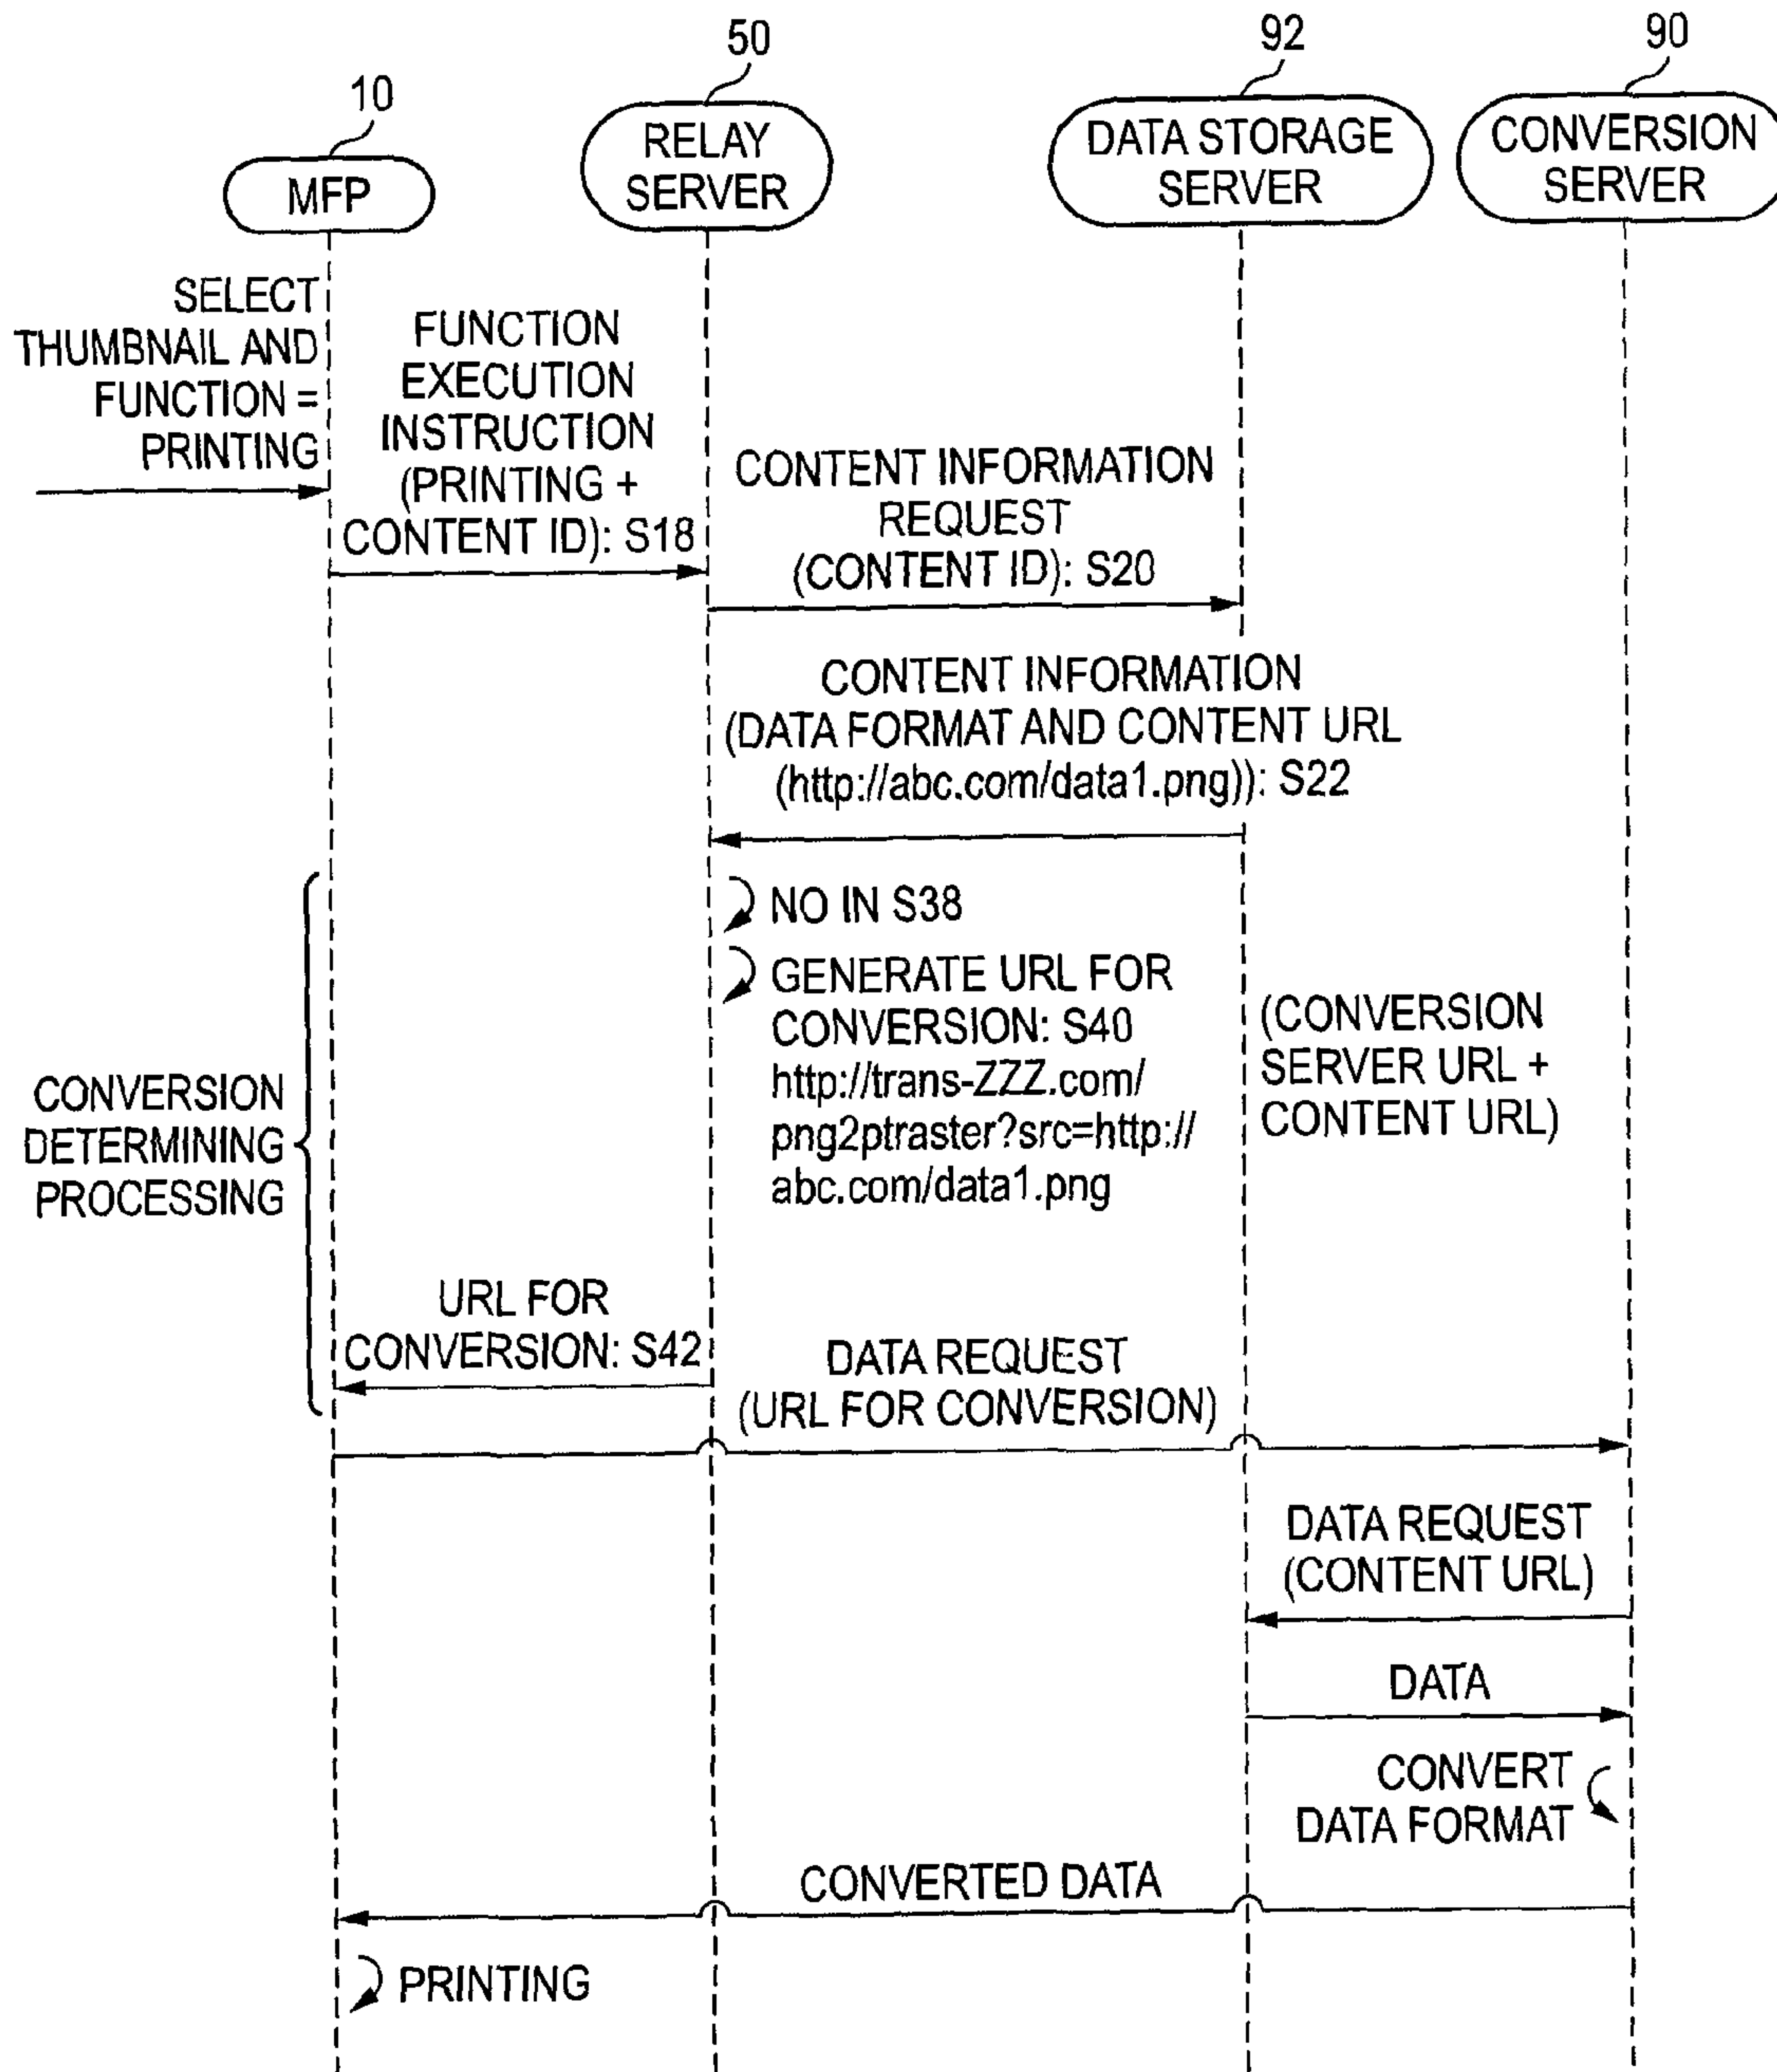 50
92
90
10
RELAY
SERVER
DATA STORAGE
SERVER
CONVERSION
SERVER
MFP
SELECT
THUMBNAIL AND
FUNCTION =
PRINTING
FUNCTION
EXECUTION
INSTRUCTION
(PRINTING +
CONTENT ID): S18
CONTENT INFORMATION
REQUEST
(CONTENT ID): S20
CONTENT INFORMATION
(DATA FORMAT AND CONTENT URL
(http://abc.com/data1.png)): S22
NO IN S38
GENERATE URL FOR
CONVERSION: S40
http://trans-ZZZ.com/
png2ptraster?src=http://
abc.com/data1.png
(CONVERSION
SERVER URL +
CONTENT URL)
CONVERSION
DETERMINING
PROCESSING
URL FOR
CONVERSION: S42
DATA REQUEST
(URL FOR CONVERSION)
DATA REQUEST
(CONTENT URL)
DATA
CONVERT
DATA FORMAT
CONVERTED DATA
PRINTING